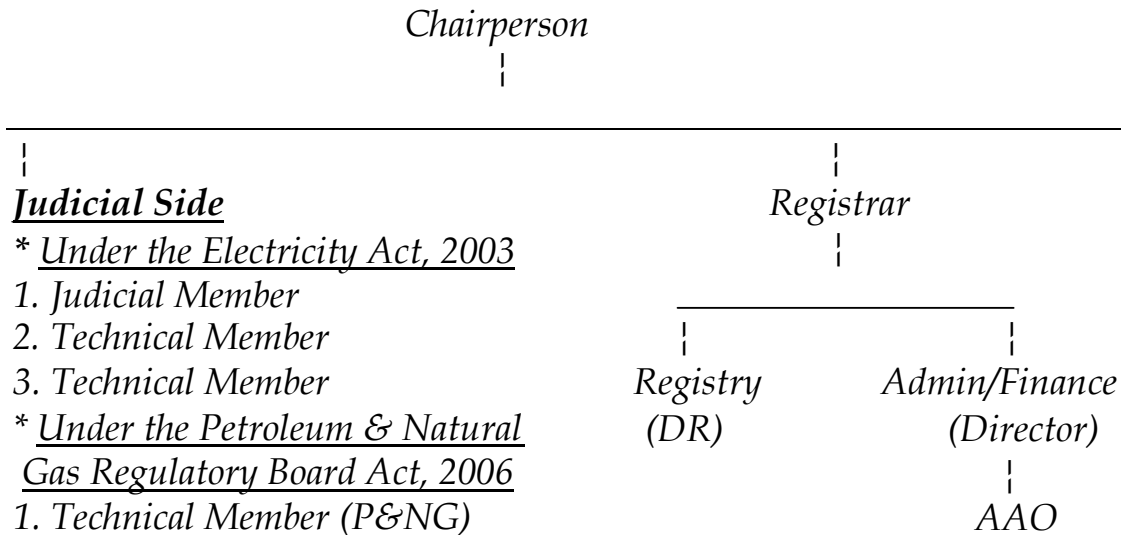 Chairperson
Judicial Side
Registrar
* Under the Electricity Act, 2003
1. Judicial Member
2. Technical Member
3. Technical Member
Registry
Admin/Finance
* Under the Petroleum & Natural
(DR)
(Director)
Gas Regulatory Board Act, 2006
1. Technical Member (P&NG)
AAO